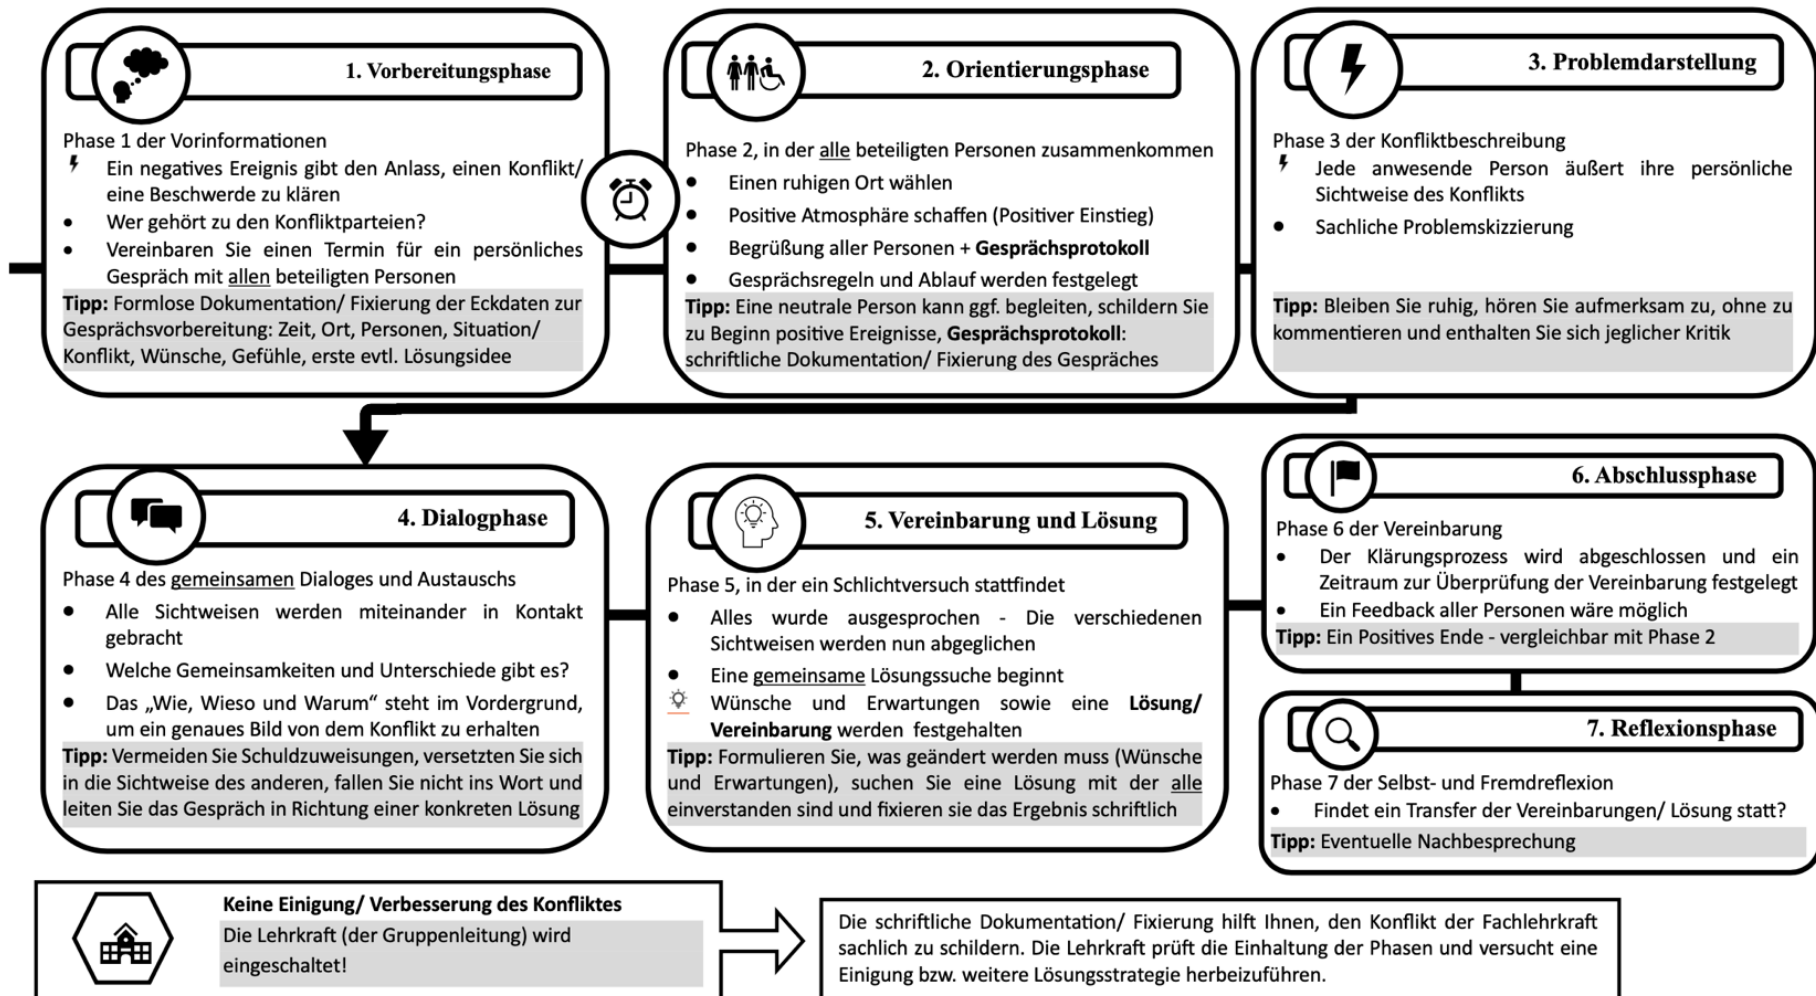 1. Vorbereitungsphase
Phase 1 der Vorinformationen
Ein negatives Ereignis gibt den Anlass, einen Konflikt/
eine Beschwerde zu klären
• Wer gehört zu den Konfliktparteien?
• Vereinbaren Sie einen Termin für ein persönliches
Gespräch mit allen beteiligten Personen
Tipp: Formlose Dokumentation/ Fixierung der Eckdaten zur
Gesprächsvorbereitung: Zeit, Ort, Personen, Situation/
Konflikt, Wünsche, Gefühle, erste evtl. Lösungsidee
2. Orientierungsphase
Phase 2, in der alle beteiligten Personen zusammenkommen
• Einen ruhigen Ort wählen
• Positive Atmosphäre schaffen (Positiver Einstieg)
• Begrüßung aller Personen + Gesprächsprotokoll
• Gesprächsregeln und Ablauf werden festgelegt
Tipp: Eine neutrale Person kann ggf. begleiten, schildern Sie
zu Beginn positive Ereignisse, Gesprächsprotokoll:
schriftliche Dokumentation/ Fixierung des Gespräches
3. Problemdarstellung
Phase 3 der Konfliktbeschreibung
Jede anwesende Person äußert ihre persönliche
Sichtweise des Konflikts
• Sachliche Problemskizzierung
Tipp: Bleiben Sie ruhig, hören Sie aufmerksam zu, ohne zu
kommentieren und enthalten Sie sich jeglicher Kritik
4. Dialogphase
Phase 4 des gemeinsamen Dialoges und Austauschs
• Alle Sichtweisen werden miteinander in Kontakt
gebracht
• Welche Gemeinsamkeiten und Unterschiede gibt es?
• Das „Wie, Wieso und Warum“ steht im Vordergrund,
um ein genaues Bild von dem Konflikt zu erhalten
Tipp: Vermeiden Sie Schuldzuweisungen, versetzten Sie sich
in die Sichtweise des anderen, fallen Sie nicht ins Wort und
leiten Sie das Gespräch in Richtung einer konkreten Lösung
5. Vereinbarung und Lösung
Phase 5, in der ein Schlichtversuch stattfindet
• Alles wurde ausgesprochen - Die verschiedenen
Sichtweisen werden nun abgeglichen
• Eine gemeinsame Lösungssuche beginnt
Wünsche und Erwartungen sowie eine Lösung/
Vereinbarung werden festgehalten
Tipp: Formulieren Sie, was geändert werden muss (Wünsche
und Erwartungen), suchen Sie eine Lösung mit der alle
einverstanden sind und fixieren sie das Ergebnis schriftlich
6. Abschlussphase
Phase 6 der Vereinbarung
• Der Klärungsprozess wird abgeschlossen und ein
Zeitraum zur Überprüfung der Vereinbarung festgelegt
• Ein Feedback aller Personen wäre möglich
Tipp: Ein Positives Ende - vergleichbar mit Phase 2
7. Reflexionsphase
Phase 7 der Selbst- und Fremdreflexion
• Findet ein Transfer der Vereinbarungen/ Lösung statt?
Tipp: Eventuelle Nachbesprechung
Keine Einigung/ Verbesserung des Konfliktes
Die Lehrkraft (der Gruppenleitung) wird
eingeschaltet!
Die schriftliche Dokumentation/ Fixierung hilft Ihnen, den Konflikt der Fachlehrkraft
sachlich zu schildern. Die Lehrkraft prüft die Einhaltung der Phasen und versucht eine
Einigung bzw. weitere Lösungsstrategie herbeizuführen.